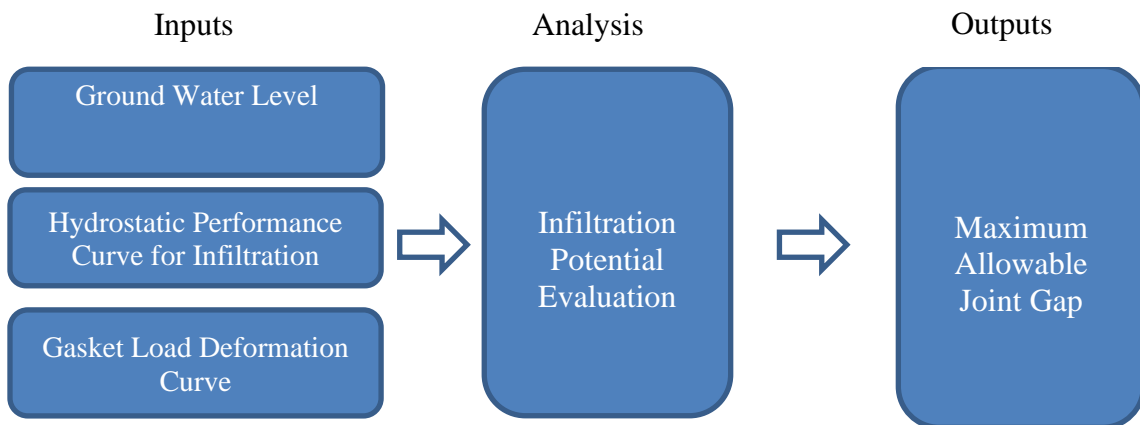 Inputs
Analysis
Outputs
Ground Water Level
Hydrostatic Performance
Curve for Infiltration
Gasket Load Deformation
Curve
Infiltration
Potential
Evaluation
Maximum
Allowable
Joint Gap